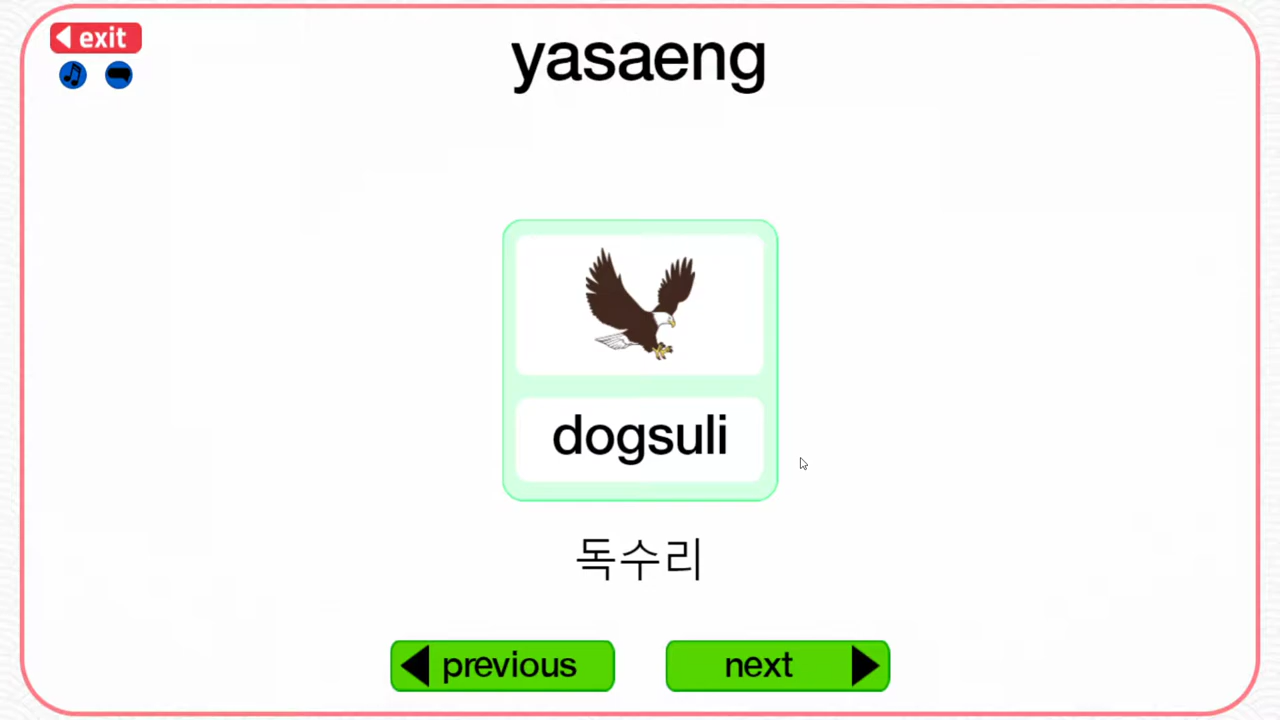 exit
yasaeng
dogsuli
독수리
previous
next